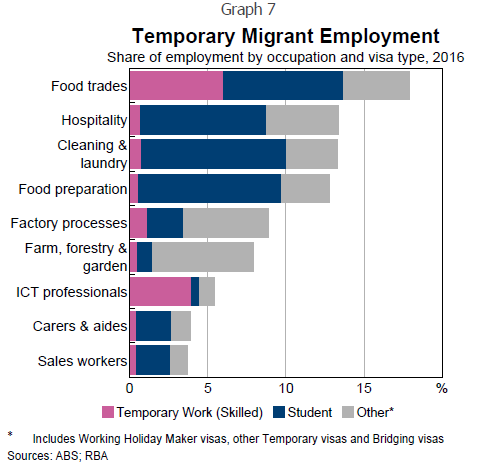 Graph 7
Temporary Migrant Employment
Share of employment by occupation and visa type, 2016
Food trades
Hospitality
Cleaning &
laundry
Food preparation
Factory processes
Farm, forestry &
garden
ICT professionals
Carers & aides
Sales workers
0 5 10 15 %
Temporary Work (Skilled) Student Other*
* Includes Working Holiday Maker visas, other Temporary visas and Bridging visas
Sources: ABS; RBA